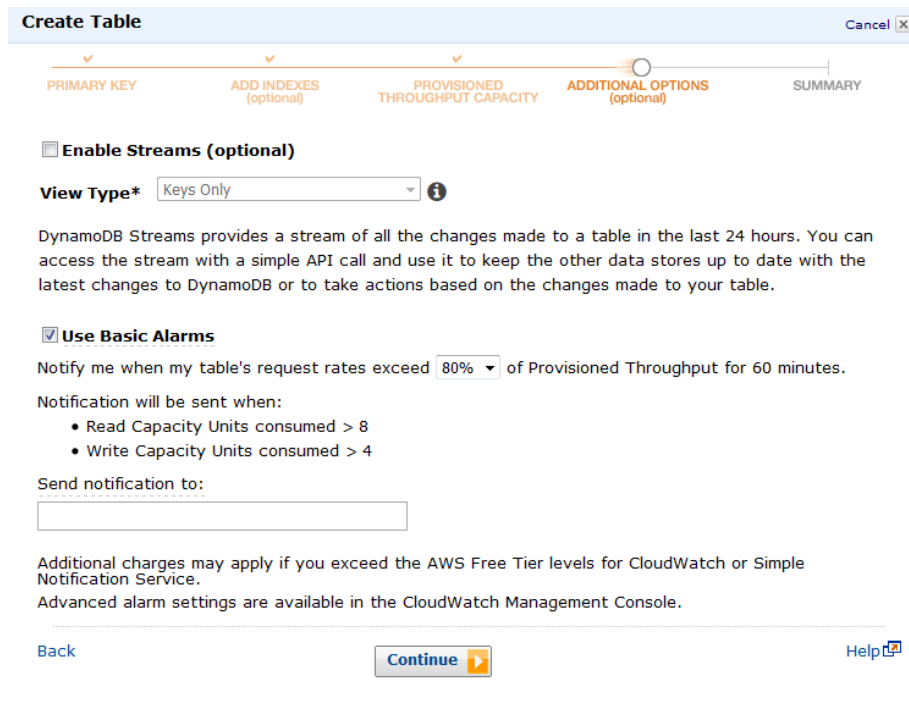 Create Table
Cancel
PRIMARY KEY
ADD INDEXES
(optional)
PROVISIONED
THROUGHPUT CAPACITY
ADDITIONAL OPTIONS
(optional)
SUMMARY
Enable Streams (optional)
View Type* Keys Only
DynamoDB Streams provides a stream of all the changes made to a table in the last 24 hours. You can
access the stream with a simple API call and use it to keep the other data stores up to date with the
latest changes to DynamoDB or to take actions based on the changes made to your table.
Use Basic Alarms
Notify me when my table's request rates exceed 80% of Provisioned Throughput for 60 minutes.
Notification will be sent when:
• Read Capacity Units consumed > 8
• Write Capacity Units consumed > 4
Send notification to:
Additional charges may apply if you exceed the AWS Free Tier levels for CloudWatch or Simple
Notification Service.
Advanced alarm settings are available in the CloudWatch Management Console.
Back
Continue
Help